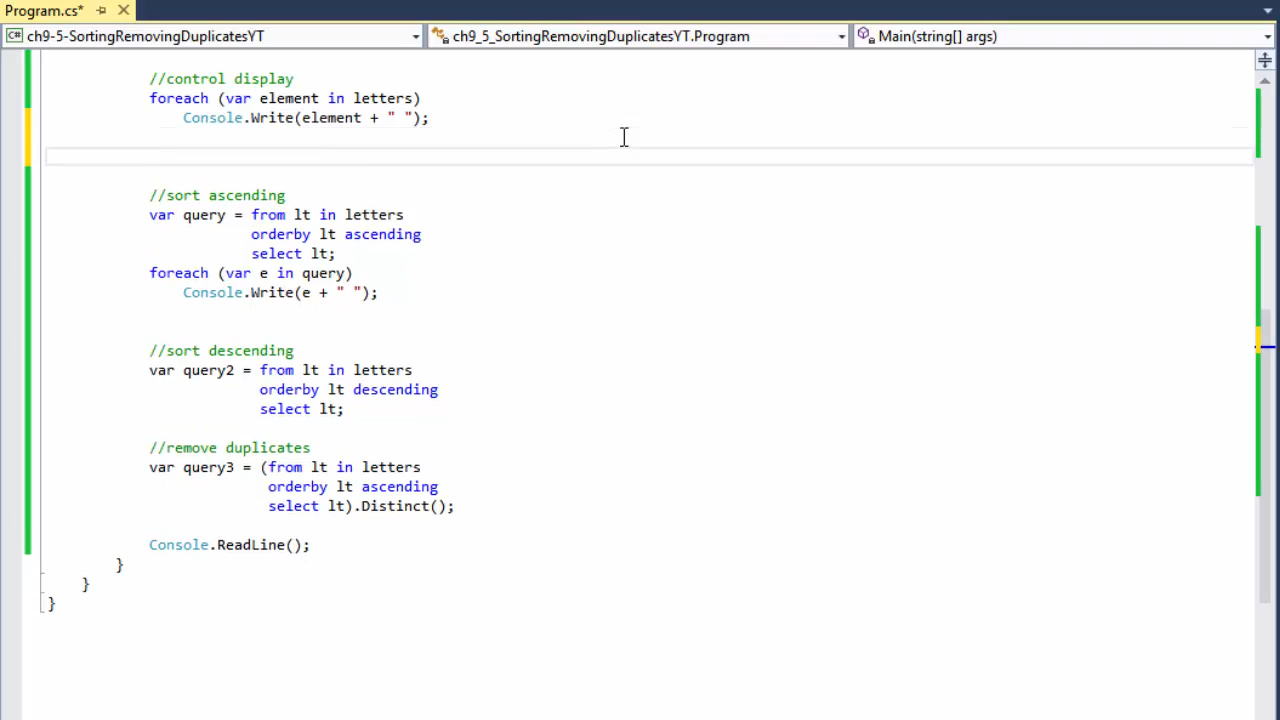 Program.cs*
ch9-5-SortingRemovingDuplicatesYT ch9_5_SortingRemovingDuplicatesYT.Program Main(string[] args)
//control display
foreach (var element in letters)
Console.Write(element + " ");
//sort ascending
var query = from lt in letters
orderby lt ascending
select lt;
foreach (var e in query)
Console.Write(e + " ");
//sort descending
var query2 = from lt in letters
orderby lt descending
select lt;
//remove duplicates
var query3 = (from lt in letters
orderby lt ascending
select lt).Distinct();
Console.ReadLine();
}
}
}